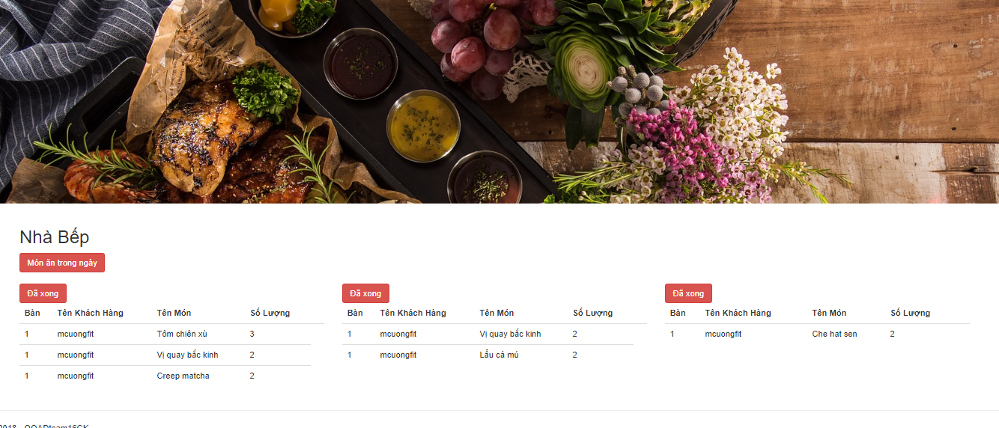 Nhà Bếp
Món ăn trong ngày
Đã xong
Bàn Tên Khách Hàng Tên Món Số Lượng
1 mcuongfit Tôm chiên xù 3
1 mcuongfit Vị quay bắc kinh 2
1 mcuongfit Creep matcha 2
Đã xong
Bàn Tên Khách Hàng Tên Món Số Lượng
1 mcuongfit Vị quay bắc kinh 2
1 mcuongfit Lẩu cá mú 2
Đã xong
Bàn Tên Khách Hàng Tên Món Số Lượng
1 mcuongfit Che hat sen 2